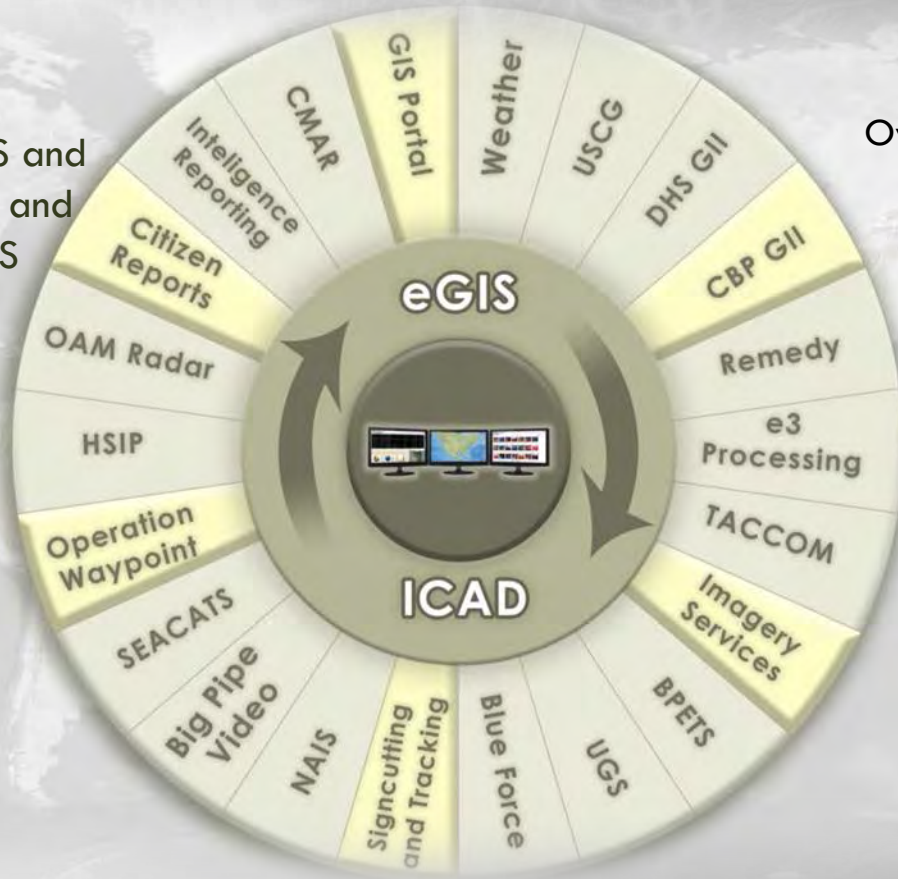 S and
and
S
Ov
GIS Portal
Weather
USCG
DHS GII
CBP GII
Remedy
e3
Processing
TACCOM
Imagery
Services
BPETS
UGS
Blue Force
Signcutting
and Tracking
NAIS
Big Pipe
Video
SEACATS
Operation
Waypoint
HSIP
OAM Radar
Citizen
Reports
Inteligence
Reporting
CMAR
eGIS
ICAD